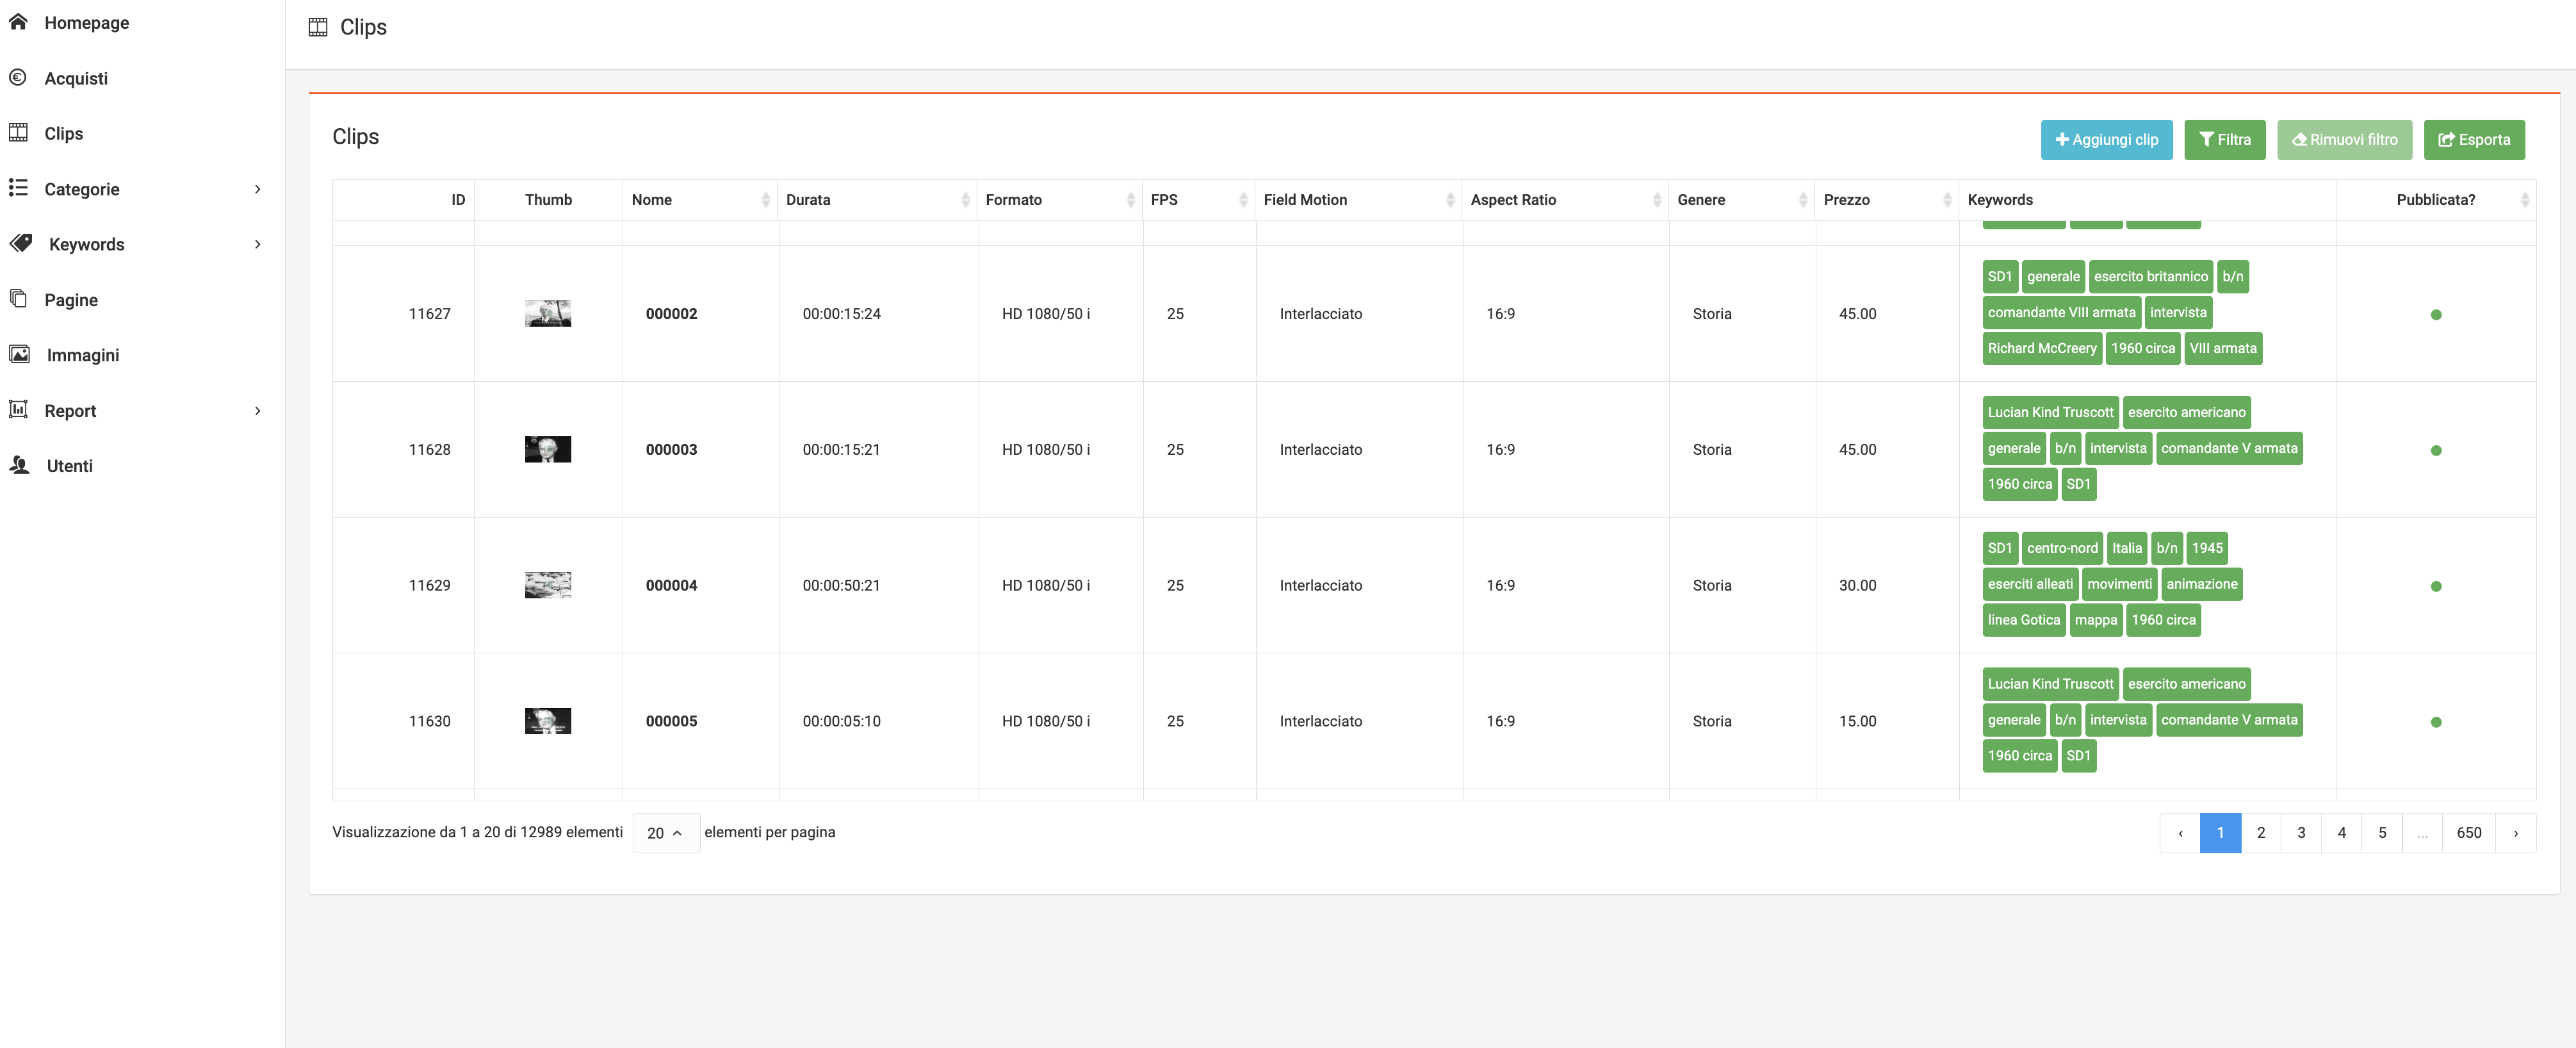 Homepage
Acquisti
Clips
Categorie
Keywords
Pagine
Immagini
Report
Utenti
Clips
Clips
Aggiungi clip Filtra Rimuovi filtro Esporta
ID Thumb Nome Durata Formato FPS Field Motion Aspect Ratio Genere Prezzo Keywords Pubblicata?
SD1 generale esercito britannico b/n
11627 000002 00:00:15:24 HD 1080/50 i 25 Interlacciato 16:9 Storia 45.00 comandante VIII armata intervista
Richard McCreery 1960 circa VIII armata
Lucian Kind Truscott esercito americano
11628 000003 00:00:15:21 HD 1080/50 i 25 Interlacciato 16:9 Storia 45.00 generale b/n intervista comandante V armata
1960 circa SD1
SD1 centro-nord Italia b/n 1945
11629 000004 00:00:50:21 HD 1080/50 i 25 Interlacciato 16:9 Storia 30.00 eserciti alleati movimenti animazione
linea Gotica mappa 1960 circa
Lucian Kind Truscott esercito americano
11630 000005 00:00:05:10 HD 1080/50 i 25 Interlacciato 16:9 Storia 15.00 generale b/n intervista comandante V armata
1960 circa SD1
Visualizzazione da 1 a 20 di 12989 elementi 20 elementi per pagina ‹ 1 2 3 4 5 ... 650 ›